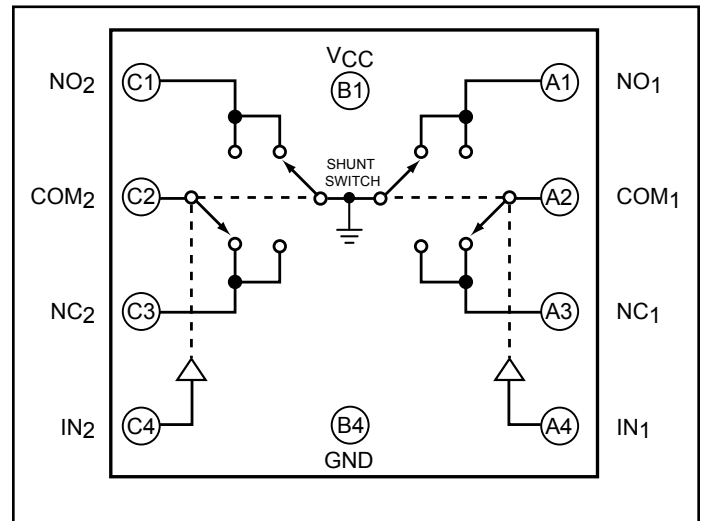 VCC
NO2 C1 B1 A1 NO1
SHUNT
SWITCH
COM2 C2 A2 COM1
NC2 C3 A3 NC1
IN2 C4 B4 A4 IN1
GND